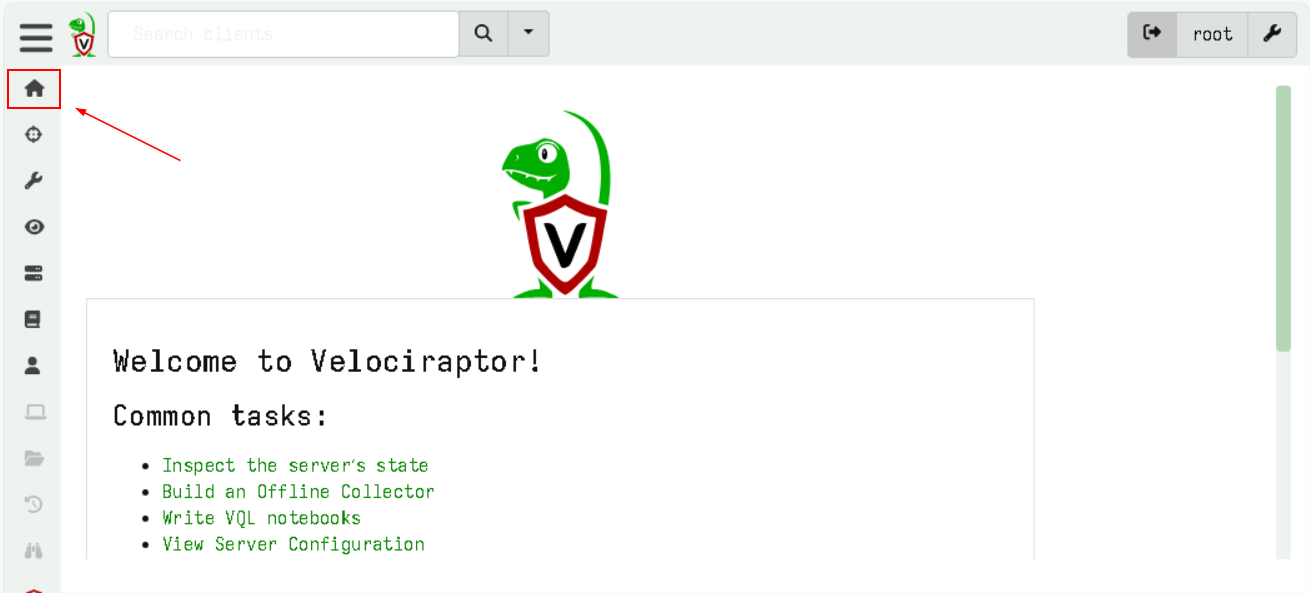 Search clients
root
V
Welcome to Velociraptor!
Common tasks:
• Inspect the server's state
• Build an Offline Collector
• Write VQL notebooks
• View Server Configuration